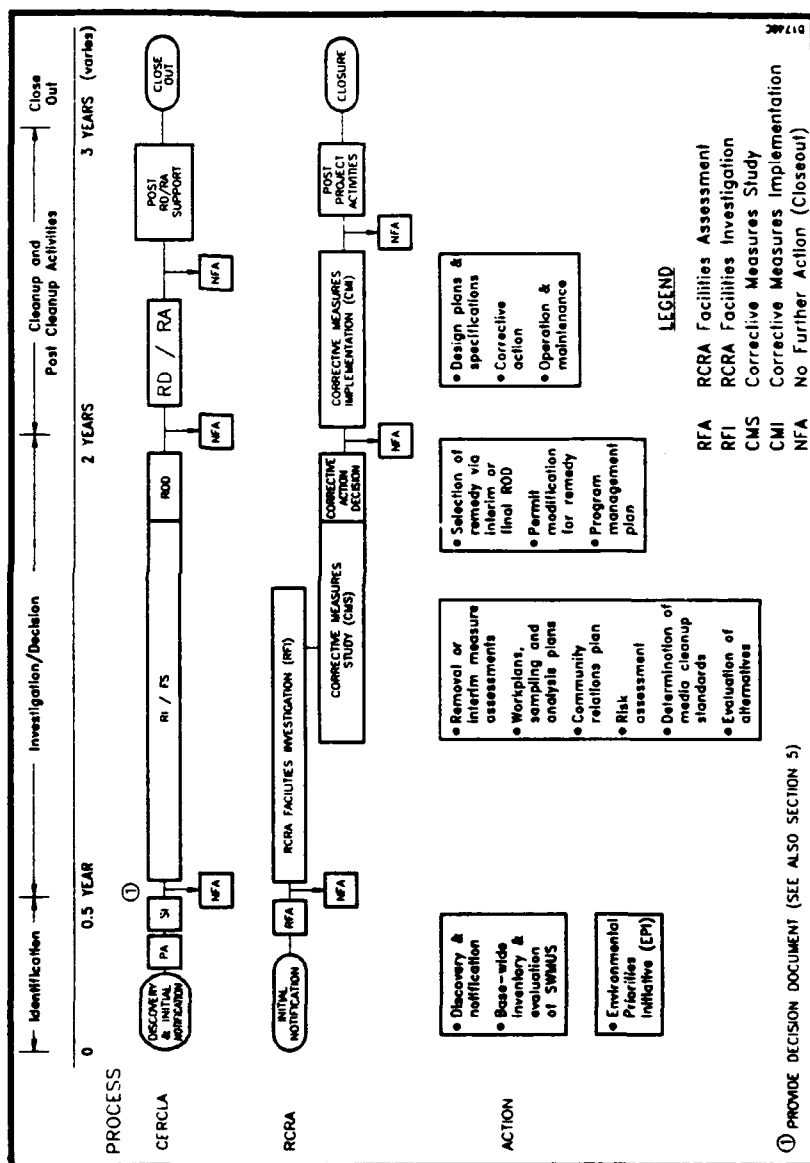 Identification
Investigation/Decision
Cleanup and
Post Cleanup Activities
Close
Out
0
0.5 YEAR
2 YEARS
3 YEARS (varies)
PROCESS
CERCLA
DISCOVERY
& INITIAL
NOTIFICATION
PA
SI
①
NFA
RI / FS
ROD
NFA
RD / RA
NFA
POST
RD/RA
SUPPORT
CLOSE
OUT
RCRA
INITIAL
NOTIFICATION
RFA
NFA
RCRA FACILITIES INVESTIGATION (RFI)
CORRECTIVE MEASURES
STUDY (CMS)
CORRECTIVE
ACTION
DECISION
NFA
CORRECTIVE MEASURES
IMPLEMENTATION (CMI)
NFA
POST
PROJECT
ACTIVITIES
CLOSURE
ACTION
• Discovery &
notification
• Base-wide
inventory &
evaluation
of SWMUS
• Environmental
Priorities
Initiative (EPI)
• Removal or
interim measure
assessments
• Workplans,
sampling and
analysis plans
• Community
relations plan
• Risk
assessment
• Determination of
media cleanup
standards
• Evaluation of
alternatives
• Selection of
remedy via
interim or
final ROD
• Permit
modification
for remedy
• Program
management
plan
• Design plans &
specifications
• Corrective
action
• Operation &
maintenance
LEGEND
RFA RCRA Facilities Assessment
RFI RCRA Facilities Investigation
CMS Corrective Measures Study
CMI Corrective Measures Implementation
NFA No Further Action (Closeout)
① PROVIDE DECISION DOCUMENT (SEE ALSO SECTION 5)